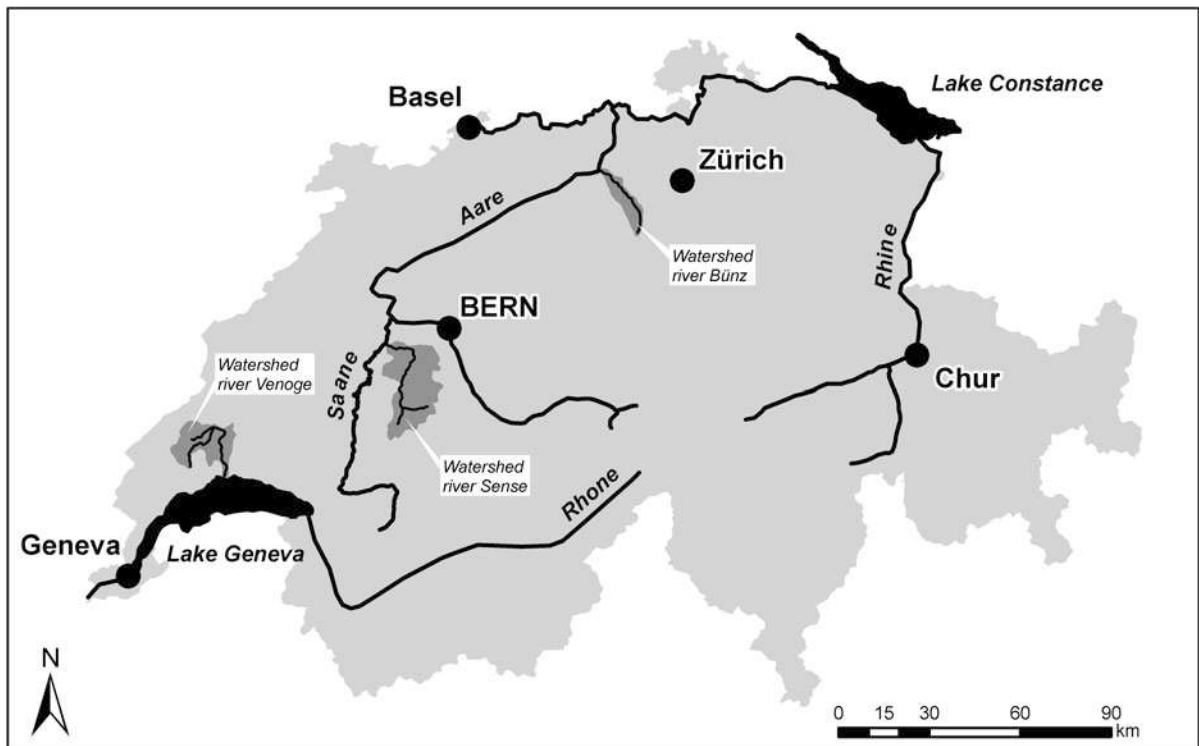 Lake Constance
Basel
Zürich
Aare
Watershed
river Bünz
Rhine
BERN
Watershed
river Venoge
Saane
Chur
Watershed
river Sense
Rhone
Geneva
Lake Geneva
N
0 15 30 60 90
km